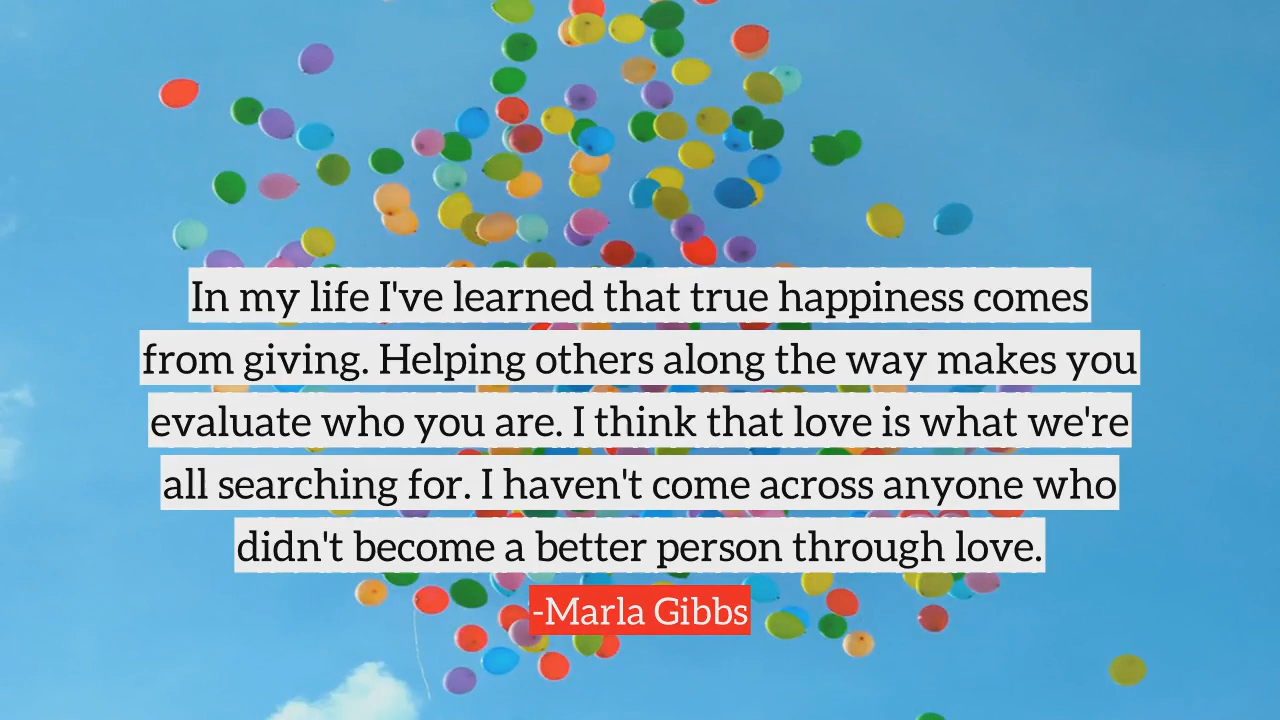 In my life I've learned that true happiness comes
from giving. Helping others along the way makes you
evaluate who you are. I think that love is what we're
all searching for. I haven't come across anyone who
didn't become a better person through love.
-Marla Gibbs